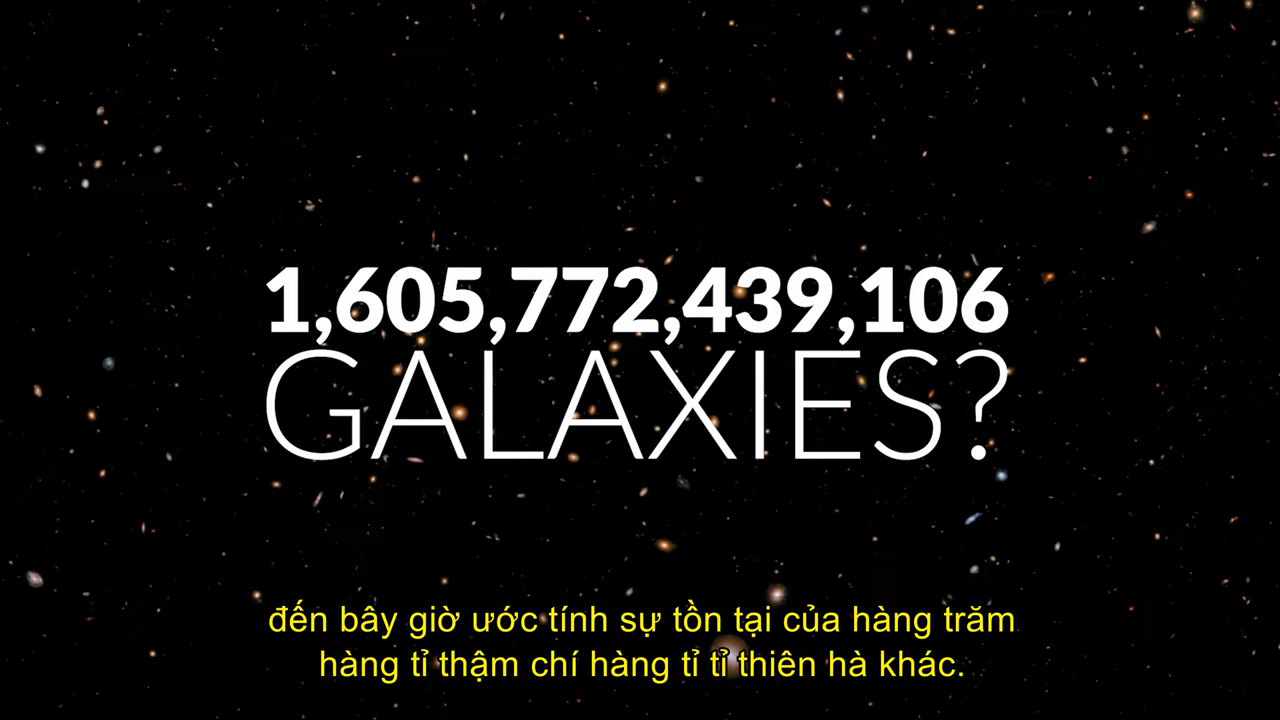 1,605,772,439,106
GALAXIES?
đến bây giờ ước tính sự tồn tại của hàng trăm
hàng tỉ thậm chí hàng tỉ tỉ thiên hà khác.